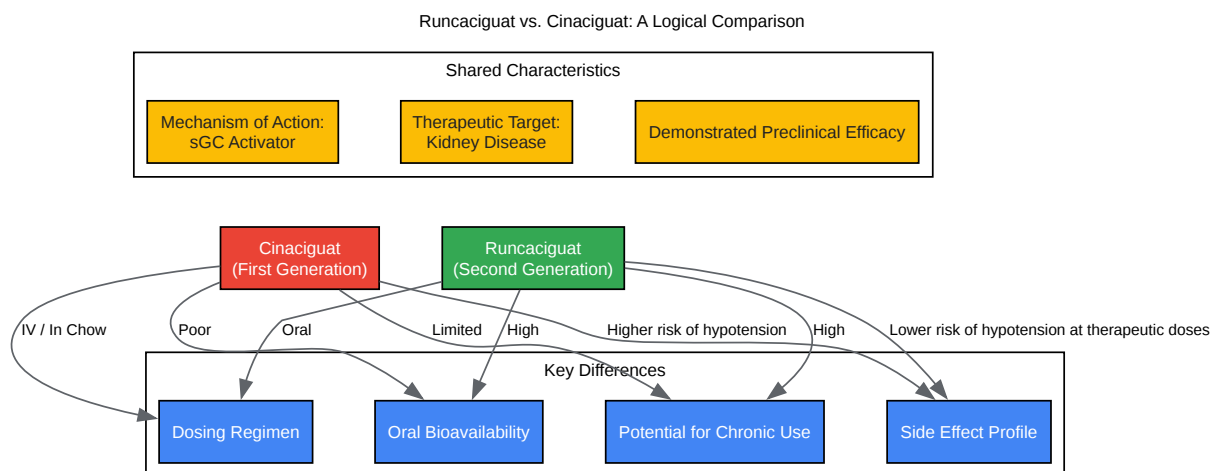 Runcaciguat vs. Cinaciguat: A Logical Comparison
Shared Characteristics
Mechanism of Action:
sGC Activator
Therapeutic Target:
Kidney Disease
Demonstrated Preclinical Efficacy
Cinaciguat
(First Generation)
Runcaciguat
(Second Generation)
IV / In Chow
Poor
Oral
Limited
High
Higher risk of hypotension
High
Lower risk of hypotension at therapeutic doses
Key Differences
Dosing Regimen
Oral Bioavailability
Potential for Chronic Use
Side Effect Profile